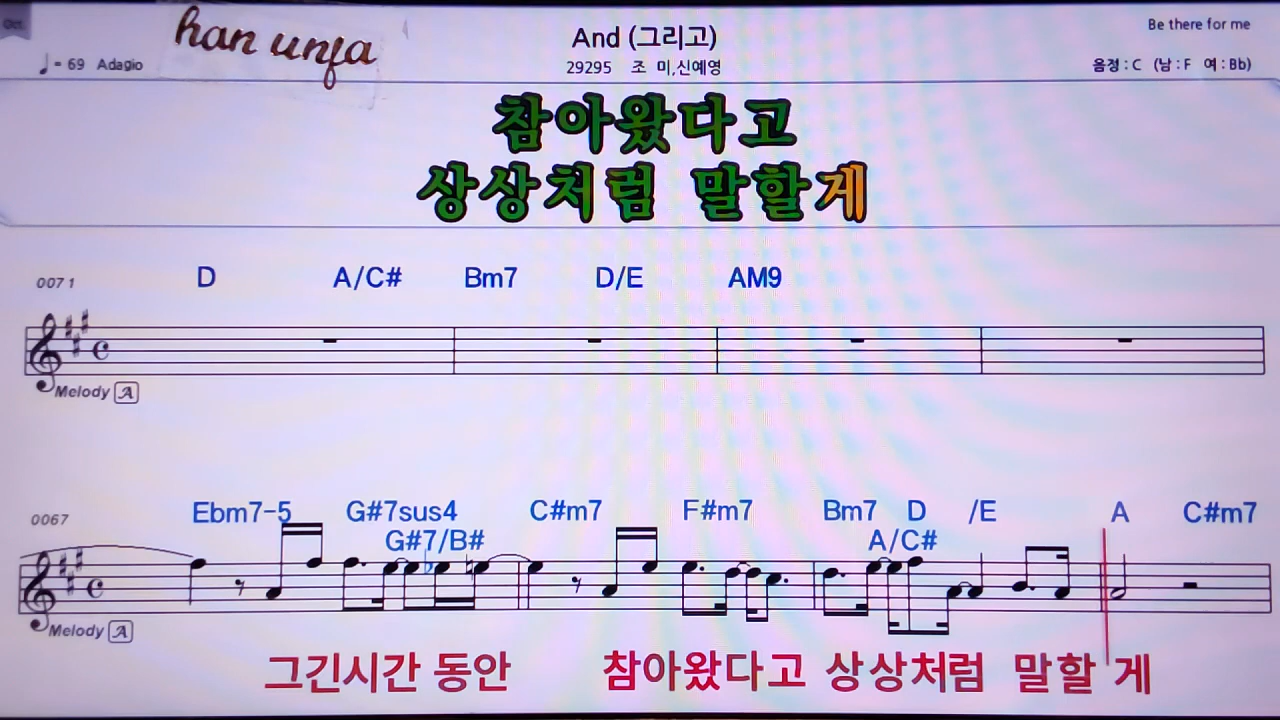 Oct.
han unfa
And (그리고)
Be there for me
♩= 69 Adagio
29295 조 미,신예영
음정 : C (남 : F 여 : Bb)
참아왔다고
상상처럼 말할게
0071
D A/C# Bm7 D/E AM9
Melody A
0067
Ebm7-5 G#7sus4 C#m7 F#m7 Bm7 D /E A C#m7
G#7/B# A/C#
Melody A
그긴시간 동안 참아왔다고 상상처럼 말할 게